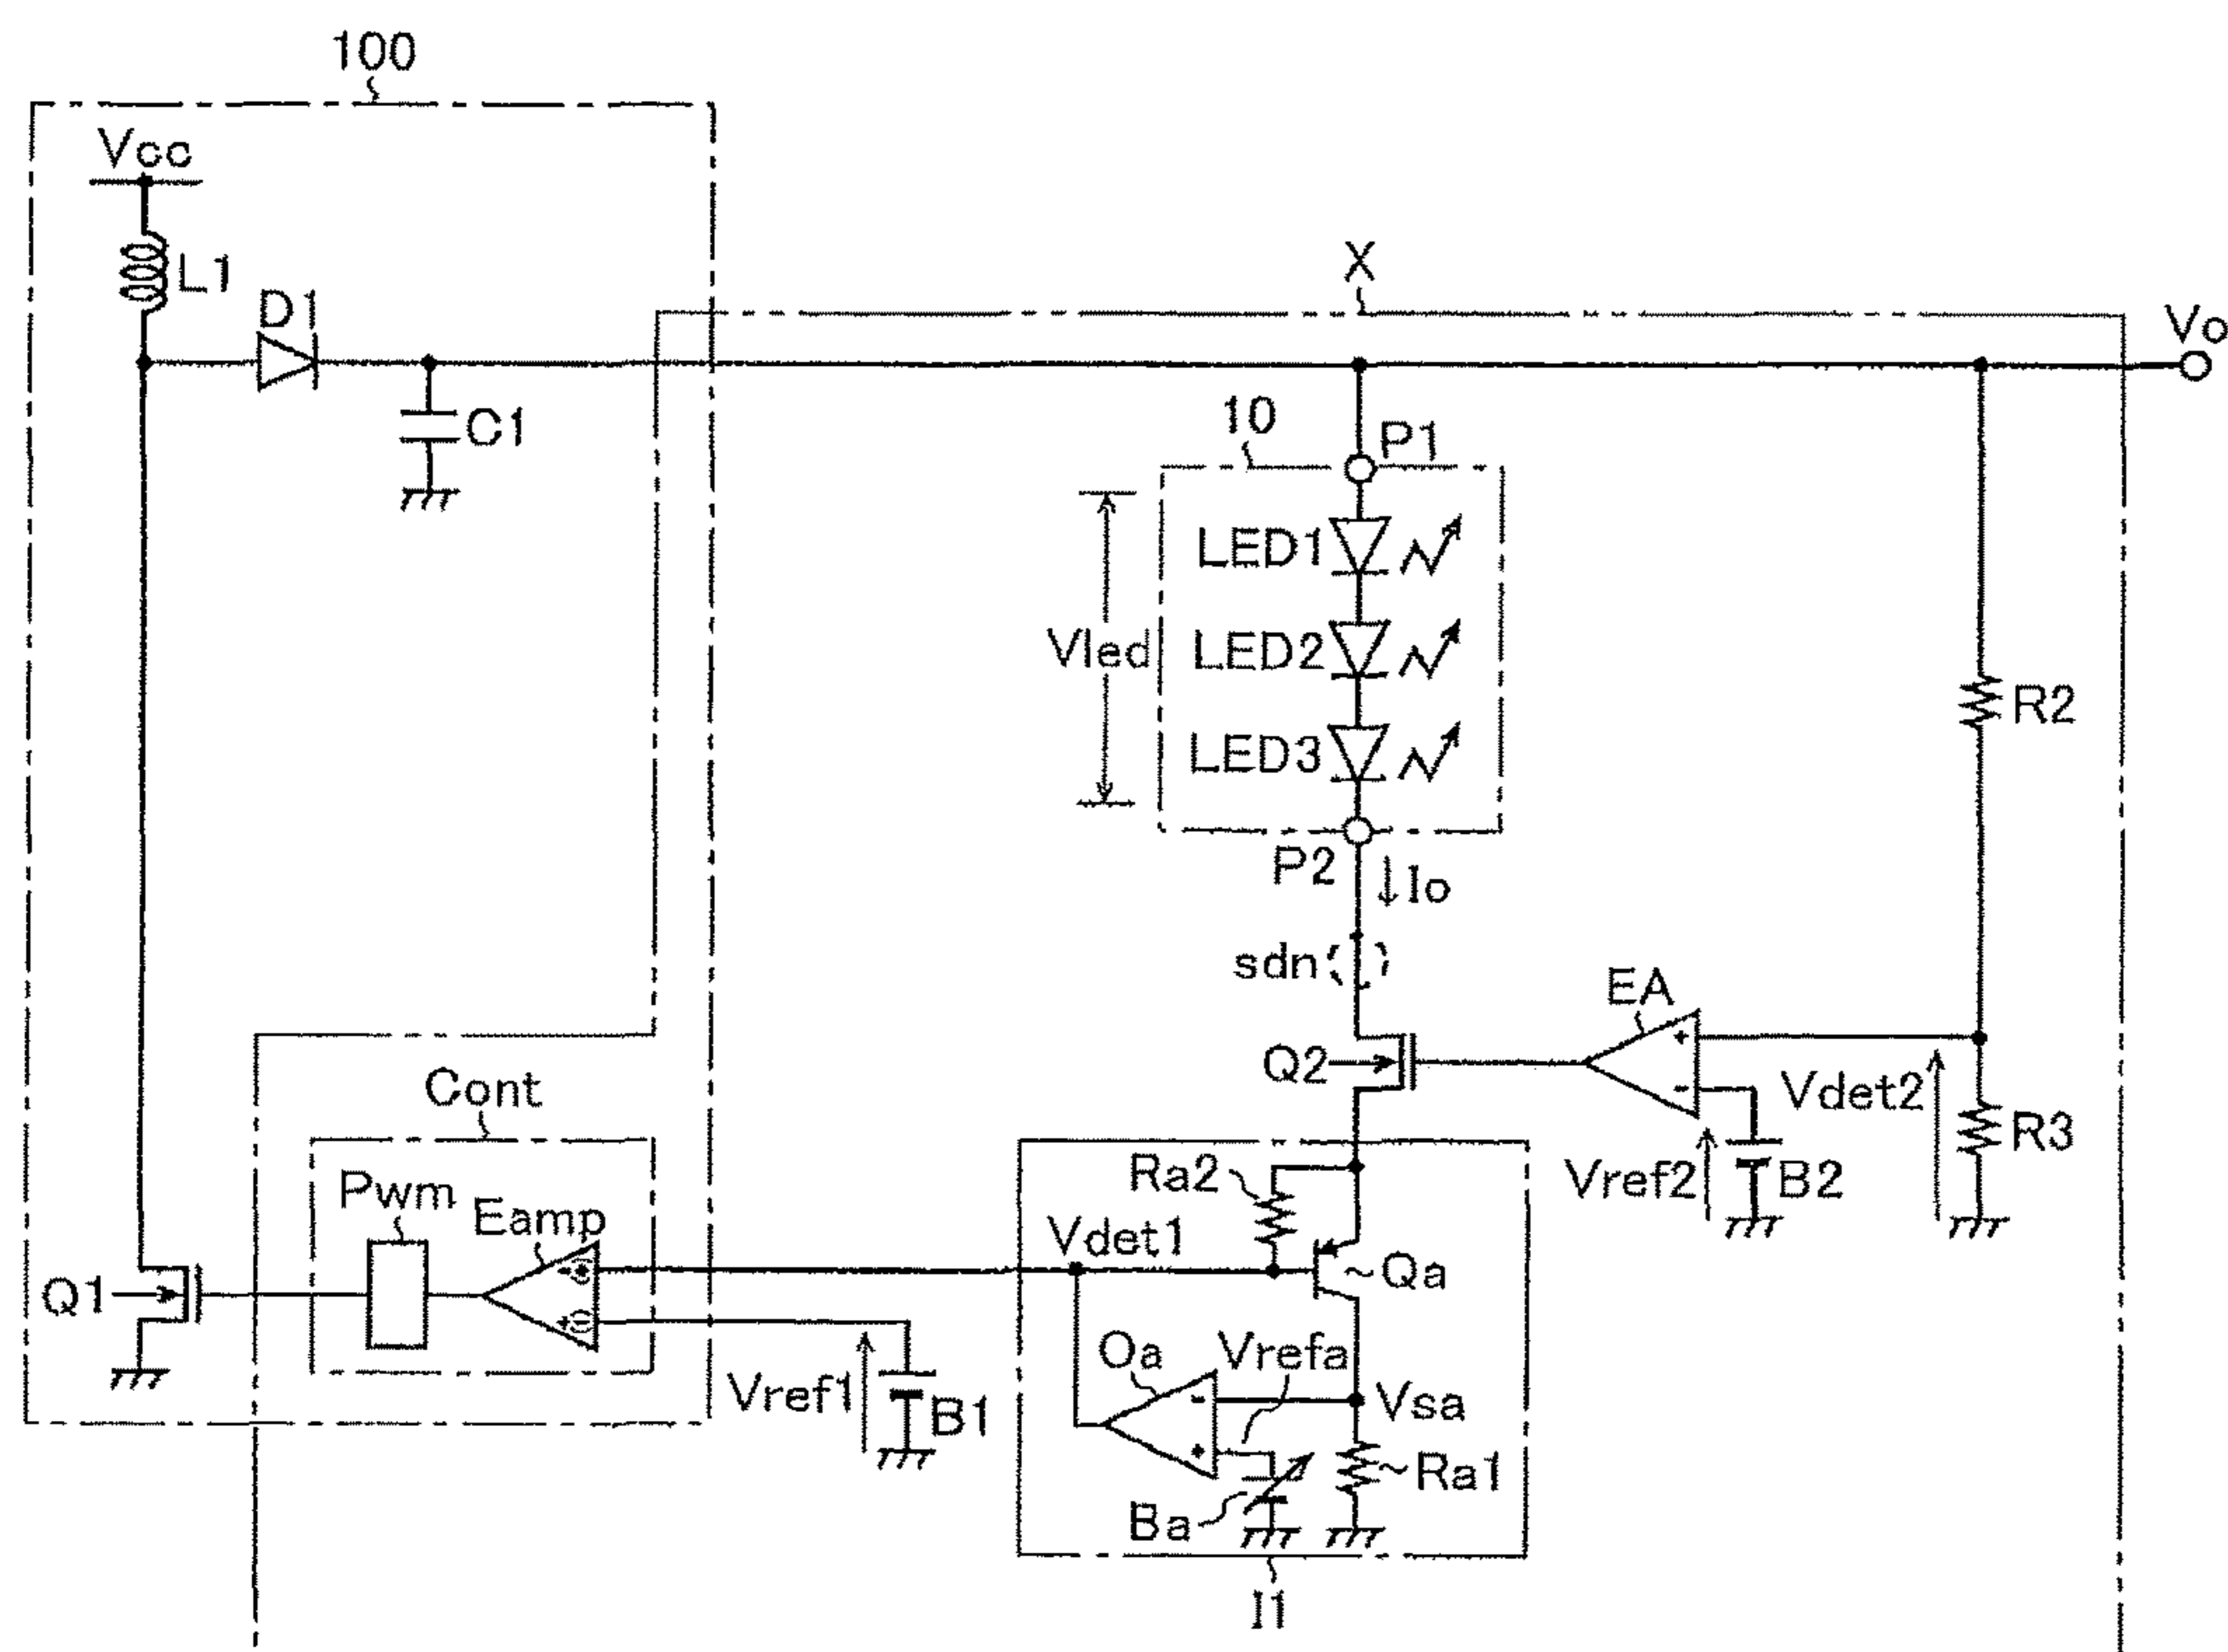 100
Vcc
L1
D1
C1
X
Vo
10
P1
LED1
Vled
LED2
LED3
P2
Io
sdn
R2
EA
+
-
Q2
Vdet2
Vref2
B2
R3
Cont
Pwm
Eamp
Q1
-(+)
+(-)
Vref1
B1
Ra2
Vdet1
Qa
Oa
Vrefa
-
+
Vsa
Ra1
Ba
I1